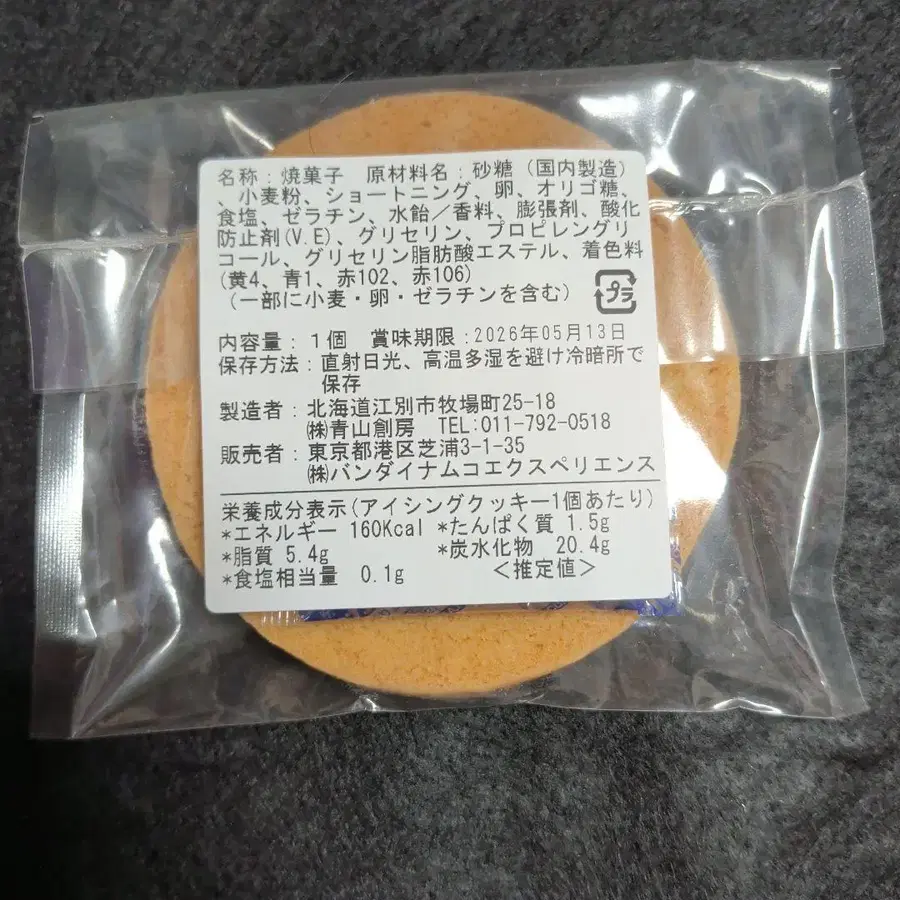 名称：焼菓子　原材料名：砂糖（国内製造）
、小麦粉、ショートニング、卵、オリゴ糖、
食塩、ゼラチン、水飴／香料、膨張剤、酸化
防止剤(V.E)、グリセリン、プロピレングリ
コール、グリセリン脂肪酸エステル、着色料
(黄4、青1、赤102、赤106)
（一部に小麦・卵・ゼラチンを含む）
プラ
内容量：１個　賞味期限：2026年05月13日
保存方法：直射日光、高温多湿を避け冷暗所で
保存
製造者：北海道江別市牧場町25-18
㈱青山創房　TEL:011-792-0518
販売者：東京都港区芝浦3-1-35
㈱バンダイナムコエクスペリエンス
栄養成分表示(アイシングクッキー1個あたり)
*エネルギー 160Kcal *たんぱく質 1.5g
*脂質 5.4g　*炭水化物　20.4g
*食塩相当量　0.1g　＜推定値＞